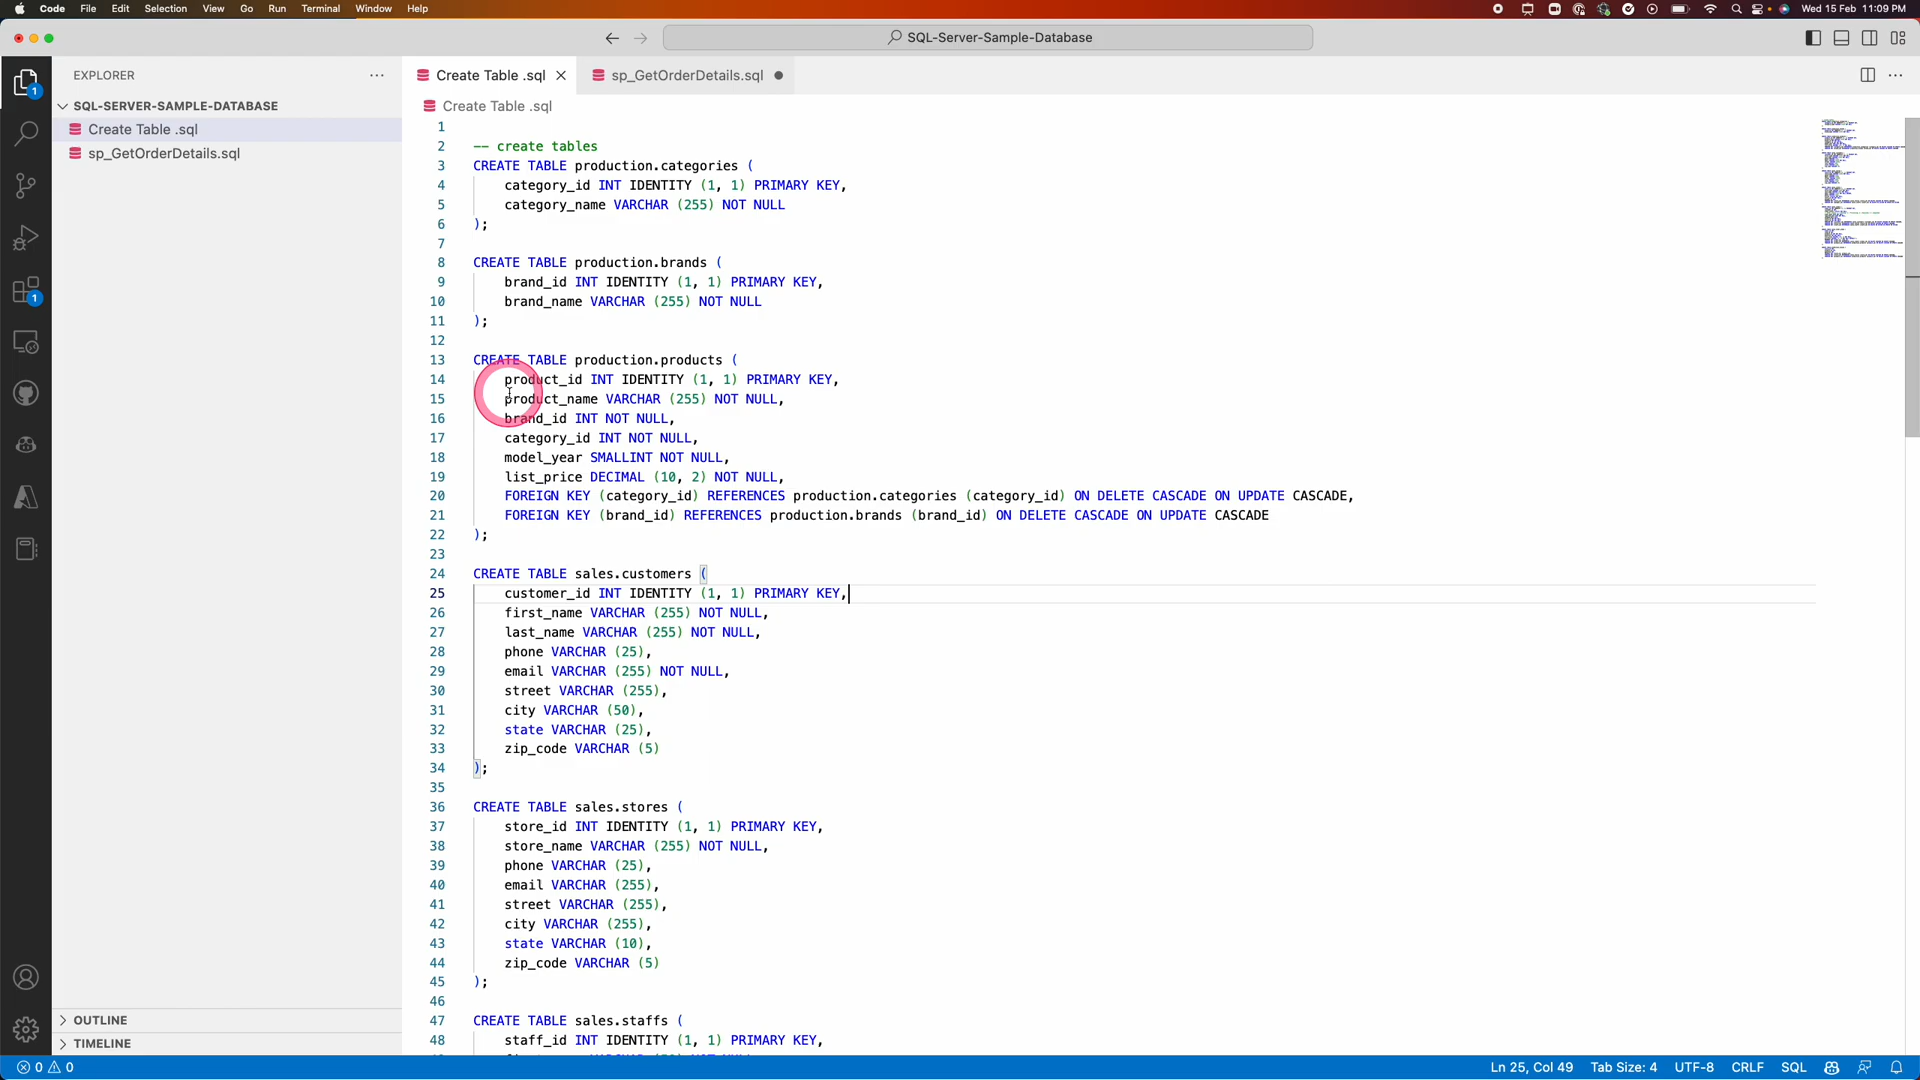 Code File Edit Selection View Go Run Terminal Window Help Wed 15 Feb 11:09 PM
SQL-Server-Sample-Database
EXPLORER
SQL-SERVER-SAMPLE-DATABASE
Create Table .sql
sp_GetOrderDetails.sql
OUTLINE
TIMELINE
1
1
Create Table .sql
sp_GetOrderDetails.sql
Create Table .sql
1
2 -- create tables
3 CREATE TABLE production.categories (
4 category_id INT IDENTITY (1, 1) PRIMARY KEY,
5 category_name VARCHAR (255) NOT NULL
6 );
7
8 CREATE TABLE production.brands (
9 brand_id INT IDENTITY (1, 1) PRIMARY KEY,
10 brand_name VARCHAR (255) NOT NULL
11 );
12
13 CREATE TABLE production.products (
14 product_id INT IDENTITY (1, 1) PRIMARY KEY,
15 product_name VARCHAR (255) NOT NULL,
16 brand_id INT NOT NULL,
17 category_id INT NOT NULL,
18 model_year SMALLINT NOT NULL,
19 list_price DECIMAL (10, 2) NOT NULL,
20 FOREIGN KEY (category_id) REFERENCES production.categories (category_id) ON DELETE CASCADE ON UPDATE CASCADE,
21 FOREIGN KEY (brand_id) REFERENCES production.brands (brand_id) ON DELETE CASCADE ON UPDATE CASCADE
22 );
23
24 CREATE TABLE sales.customers (
25 customer_id INT IDENTITY (1, 1) PRIMARY KEY,
26 first_name VARCHAR (255) NOT NULL,
27 last_name VARCHAR (255) NOT NULL,
28 phone VARCHAR (25),
29 email VARCHAR (255) NOT NULL,
30 street VARCHAR (255),
31 city VARCHAR (50),
32 state VARCHAR (25),
33 zip_code VARCHAR (5)
34 );
35
36 CREATE TABLE sales.stores (
37 store_id INT IDENTITY (1, 1) PRIMARY KEY,
38 store_name VARCHAR (255) NOT NULL,
39 phone VARCHAR (25),
40 email VARCHAR (255),
41 street VARCHAR (255),
42 city VARCHAR (255),
43 state VARCHAR (10),
44 zip_code VARCHAR (5)
45 );
46
47 CREATE TABLE sales.staffs (
48 staff_id INT IDENTITY (1, 1) PRIMARY KEY,
0 0 Ln 25, Col 49 Tab Size: 4 UTF-8 CRLF SQL